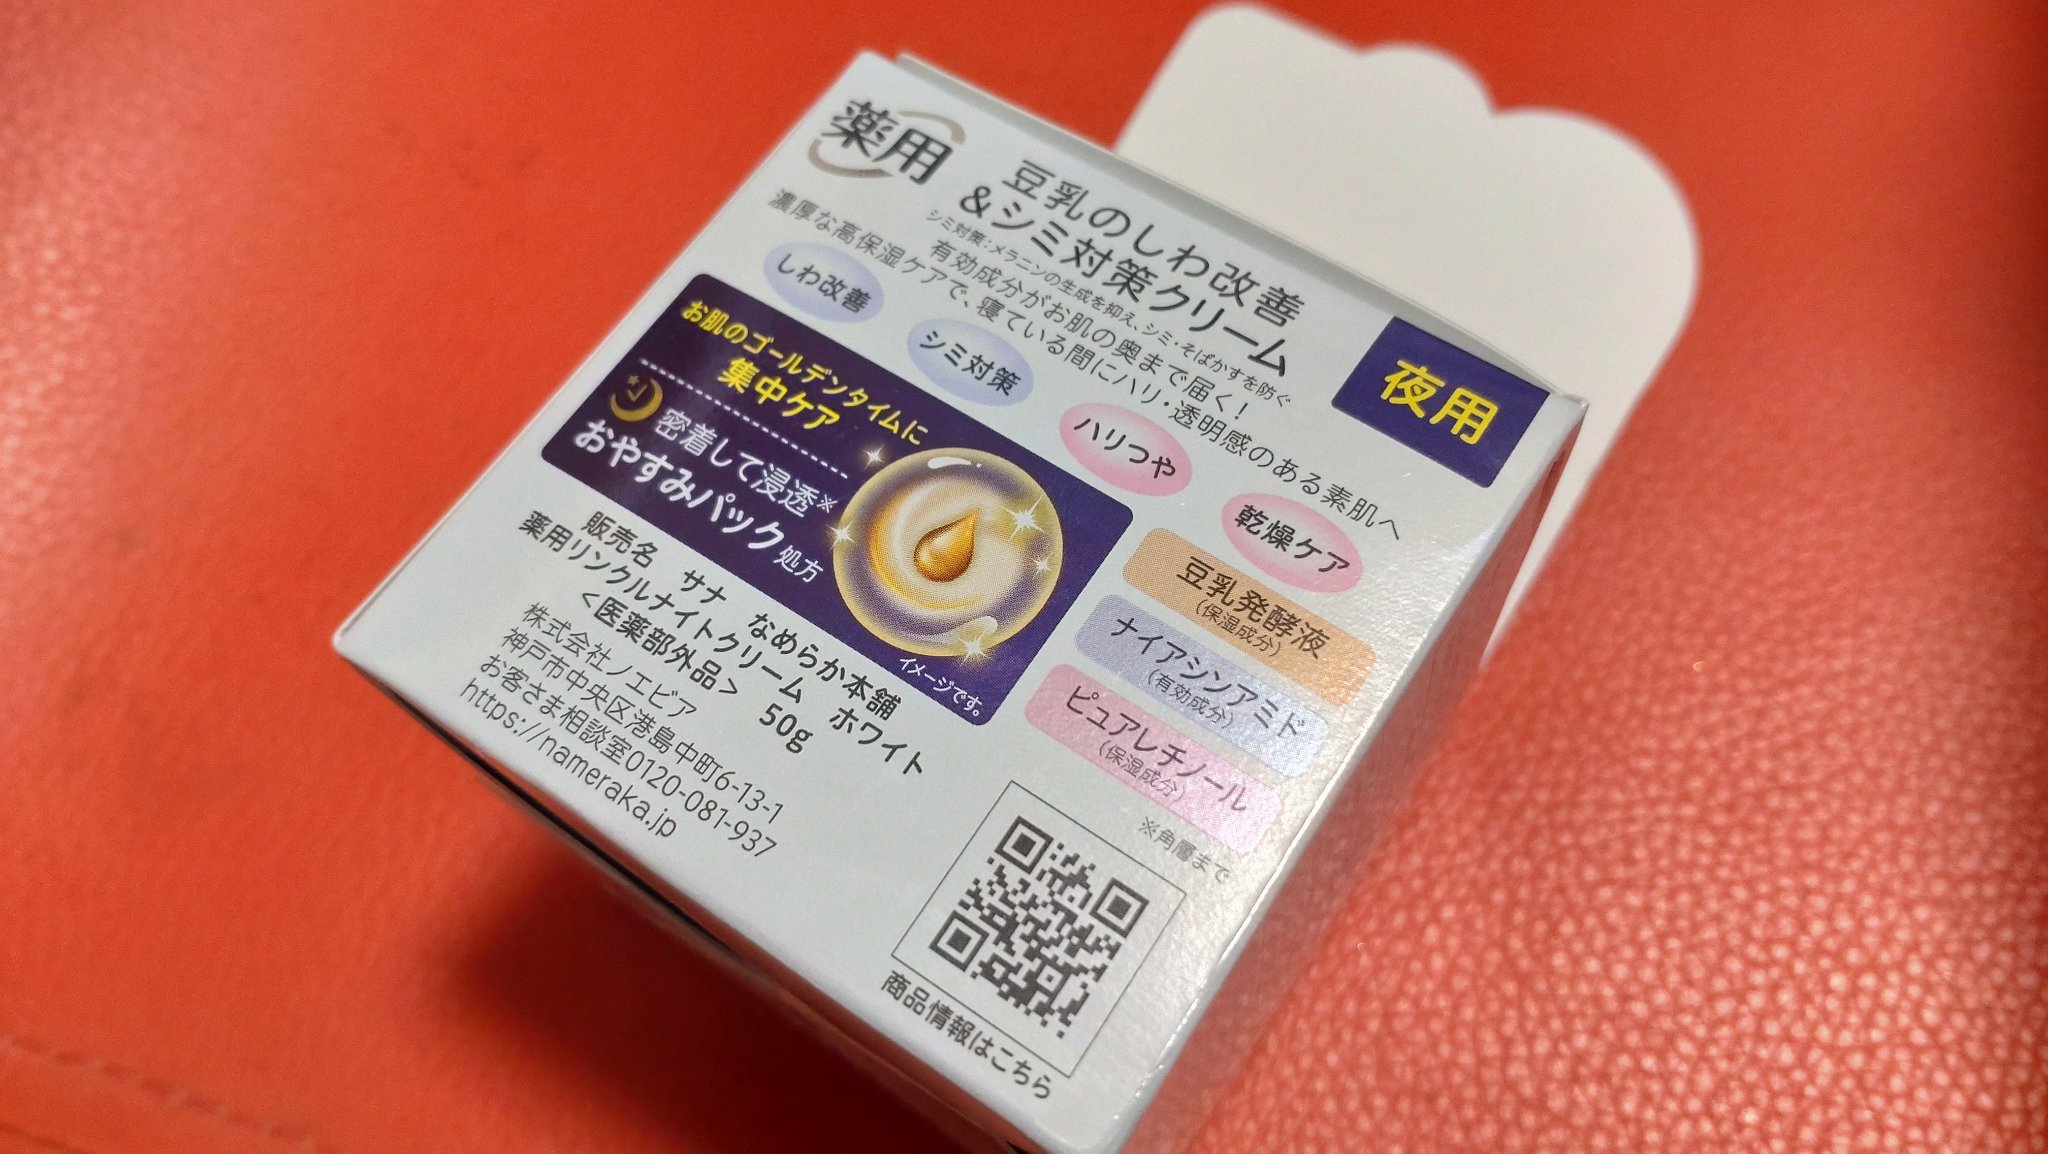 薬用
豆乳のしわ改善
&シミ対策クリーム
シミ対策:メラニンの生成を抑え、シミ・そばかすを防ぐ
有効成分がお肌の奥まで届く!
濃厚な高保湿ケアで、寝ている間にハリ・透明感のある素肌へ
夜用
しわ改善
シミ対策
ハリつや
乾燥ケア
お肌のゴールデンタイムに
集中ケア
密着して浸透※
おやすみパック処方
イメージです。
豆乳発酵液
(保湿成分)
ナイアシンアミド
(有効成分)
ピュアレチノール
(保湿成分)
※角層まで
販売名 サナ なめらか本舗
薬用リンクルナイトクリーム ホワイト
<医薬部外品> 50g
株式会社ノエビア
神戸市中央区港島中町6-13-1
お客さま相談室0120-081-937
https://nameraka.jp
商品情報はこちら